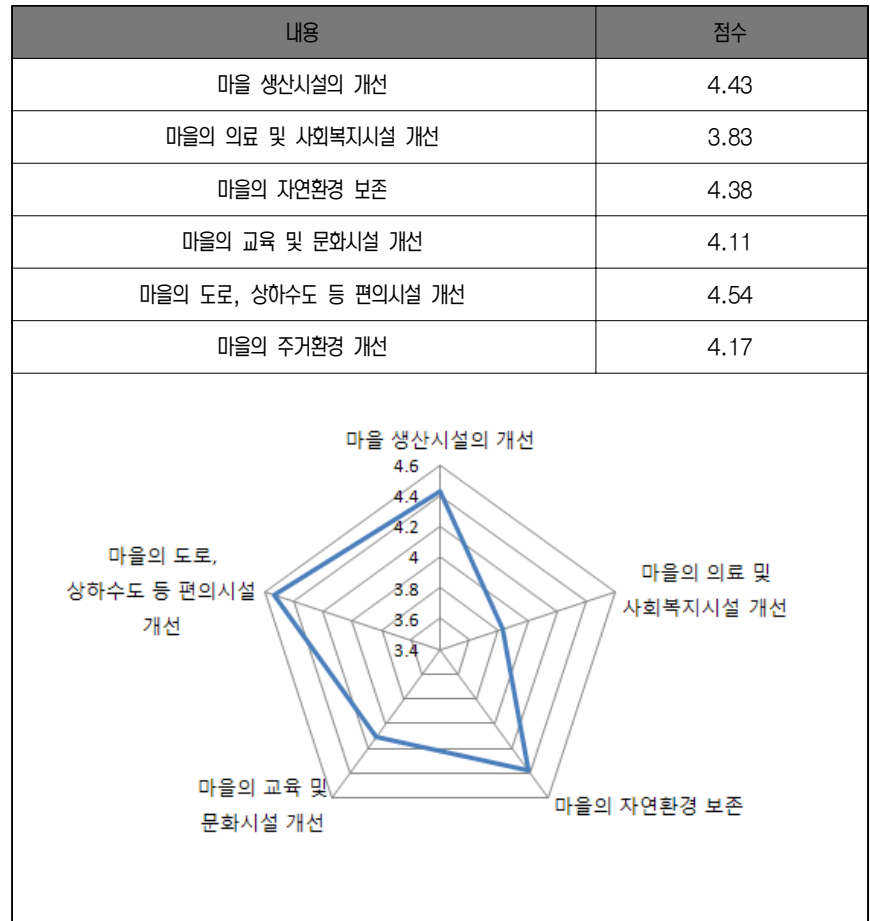 내용 점수
마을 생산시설의 개선 4.43
마을의 의료 및 사회복지시설 개선 3.83
마을의 자연환경 보존 4.38
마을의 교육 및 문화시설 개선 4.11
마을의 도로, 상하수도 등 편의시설 개선 4.54
마을의 주거환경 개선 4.17
마을 생산시설의 개선
4.6
4.4
4.2
4
3.8
3.6
3.4
마을의 의료 및
사회복지시설 개선
마을의 자연환경 보존
마을의 교육 및
문화시설 개선
마을의 도로,
상하수도 등 편의시설
개선